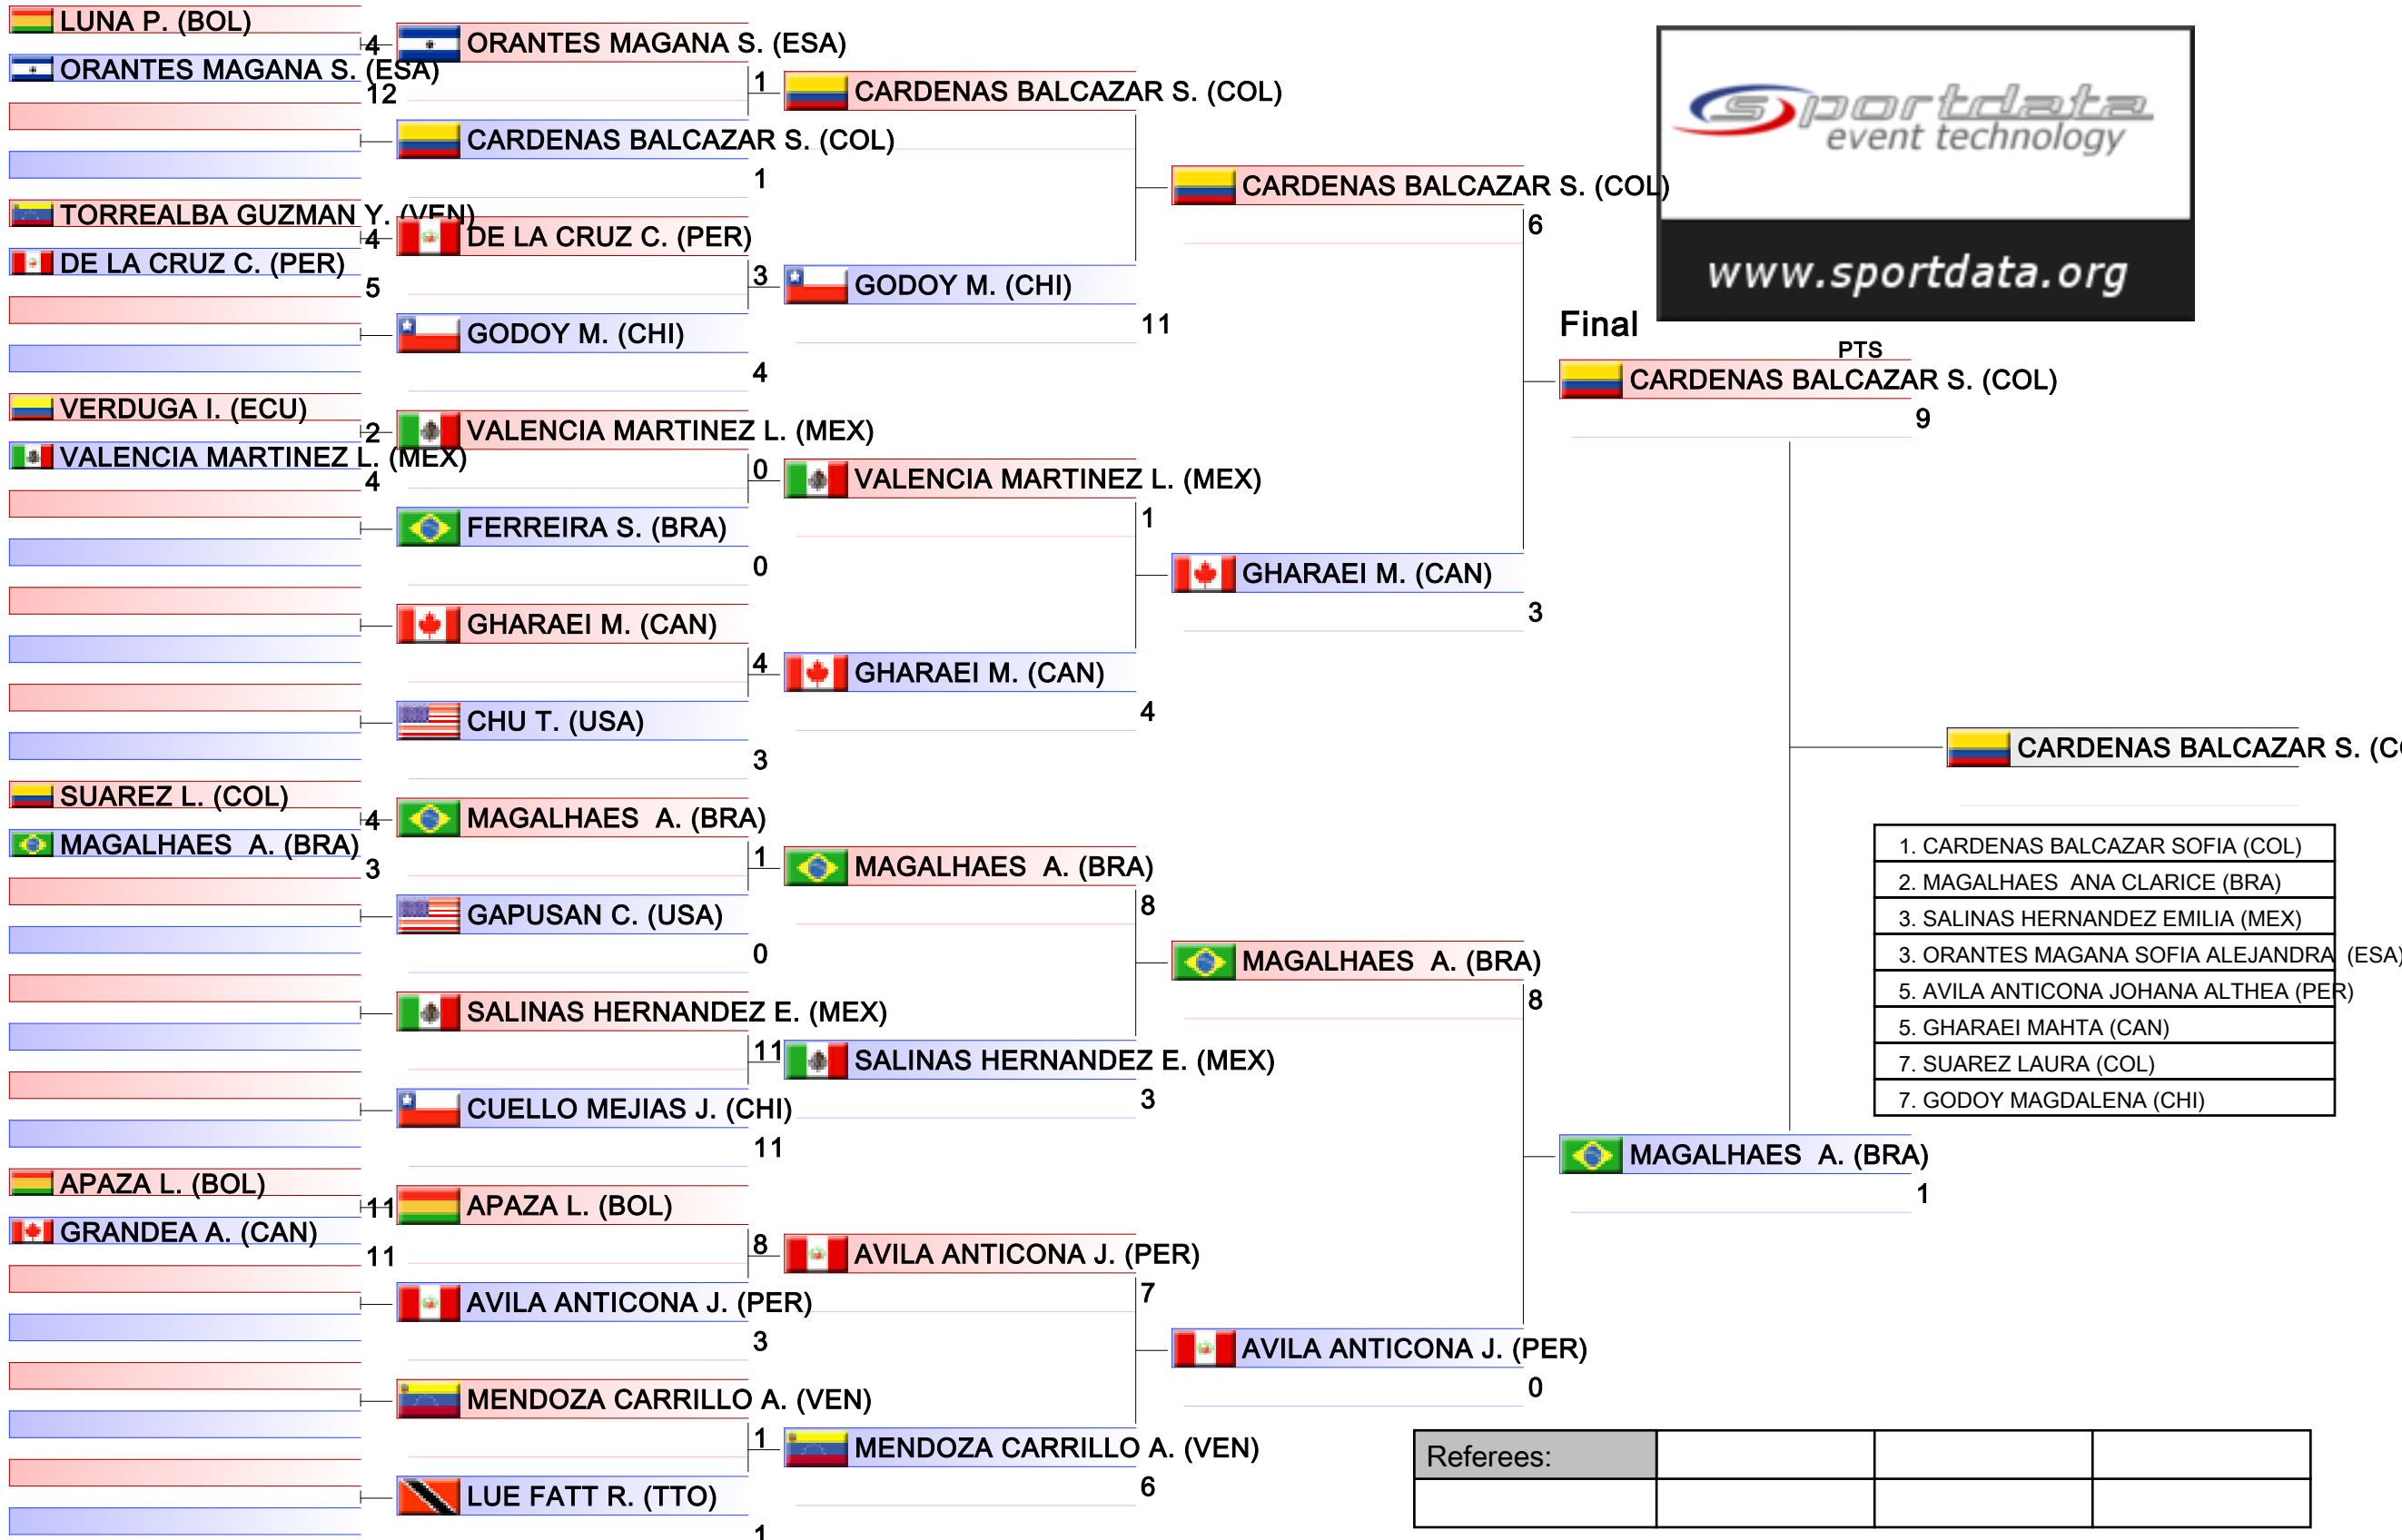 LUNA P. (BOL)
4
ORANTES MAGANA S. (ESA)
12
TORREALBA GUZMAN Y. (VEN)
4
DE LA CRUZ C. (PER)
5
VERDUGA I. (ECU)
2
VALENCIA MARTINEZ L. (MEX)
4
SUAREZ L. (COL)
4
MAGALHAES  A. (BRA)
3
APAZA L. (BOL)
11
GRANDEA A. (CAN)
11
ORANTES MAGANA S. (ESA)
1
CARDENAS BALCAZAR S. (COL)
1
DE LA CRUZ C. (PER)
3
GODOY M. (CHI)
4
VALENCIA MARTINEZ L. (MEX)
0
FERREIRA S. (BRA)
0
GHARAEI M. (CAN)
4
CHU T. (USA)
3
MAGALHAES  A. (BRA)
1
GAPUSAN C. (USA)
0
SALINAS HERNANDEZ E. (MEX)
11
CUELLO MEJIAS J. (CHI)
11
APAZA L. (BOL)
8
AVILA ANTICONA J. (PER)
3
MENDOZA CARRILLO A. (VEN)
1
LUE FATT R. (TTO)
1
CARDENAS BALCAZAR S. (COL)
GODOY M. (CHI)
11
VALENCIA MARTINEZ L. (MEX)
1
GHARAEI M. (CAN)
4
MAGALHAES  A. (BRA)
8
SALINAS HERNANDEZ E. (MEX)
3
AVILA ANTICONA J. (PER)
7
MENDOZA CARRILLO A. (VEN)
6
CARDENAS BALCAZAR S. (COL)
6
GHARAEI M. (CAN)
3
MAGALHAES  A. (BRA)
8
AVILA ANTICONA J. (PER)
0
sportdata
event technology
www.sportdata.org
Final
PTS
CARDENAS BALCAZAR S. (COL)
9
MAGALHAES  A. (BRA)
1
CARDENAS BALCAZAR S. (CO
1. CARDENAS BALCAZAR SOFIA (COL)
2. MAGALHAES  ANA CLARICE (BRA)
3. SALINAS HERNANDEZ EMILIA (MEX)
3. ORANTES MAGANA SOFIA ALEJANDRA  (ESA)
5. AVILA ANTICONA JOHANA ALTHEA (PER)
5. GHARAEI MAHTA (CAN)
7. SUAREZ LAURA (COL)
7. GODOY MAGDALENA (CHI)
Referees: